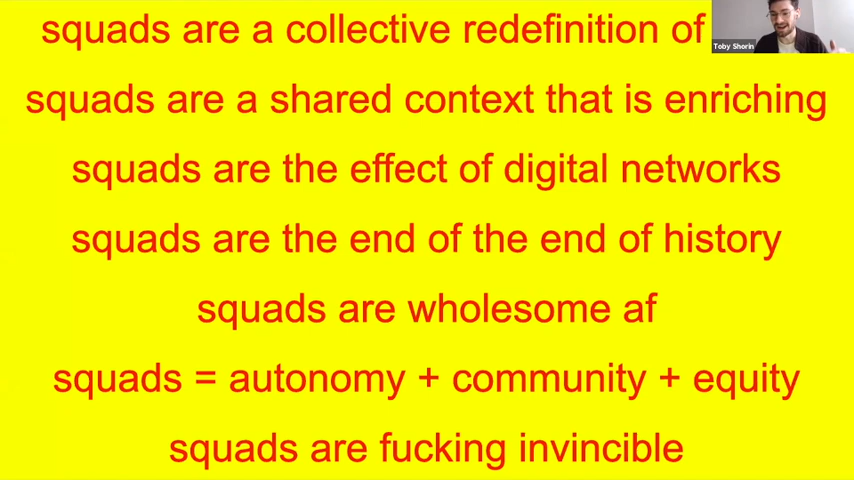 squads are a collective redefinition of
Toby Shorin
squads are a shared context that is enriching
squads are the effect of digital networks
squads are the end of the end of history
squads are wholesome af
squads = autonomy + community + equity
squads are fucking invincible